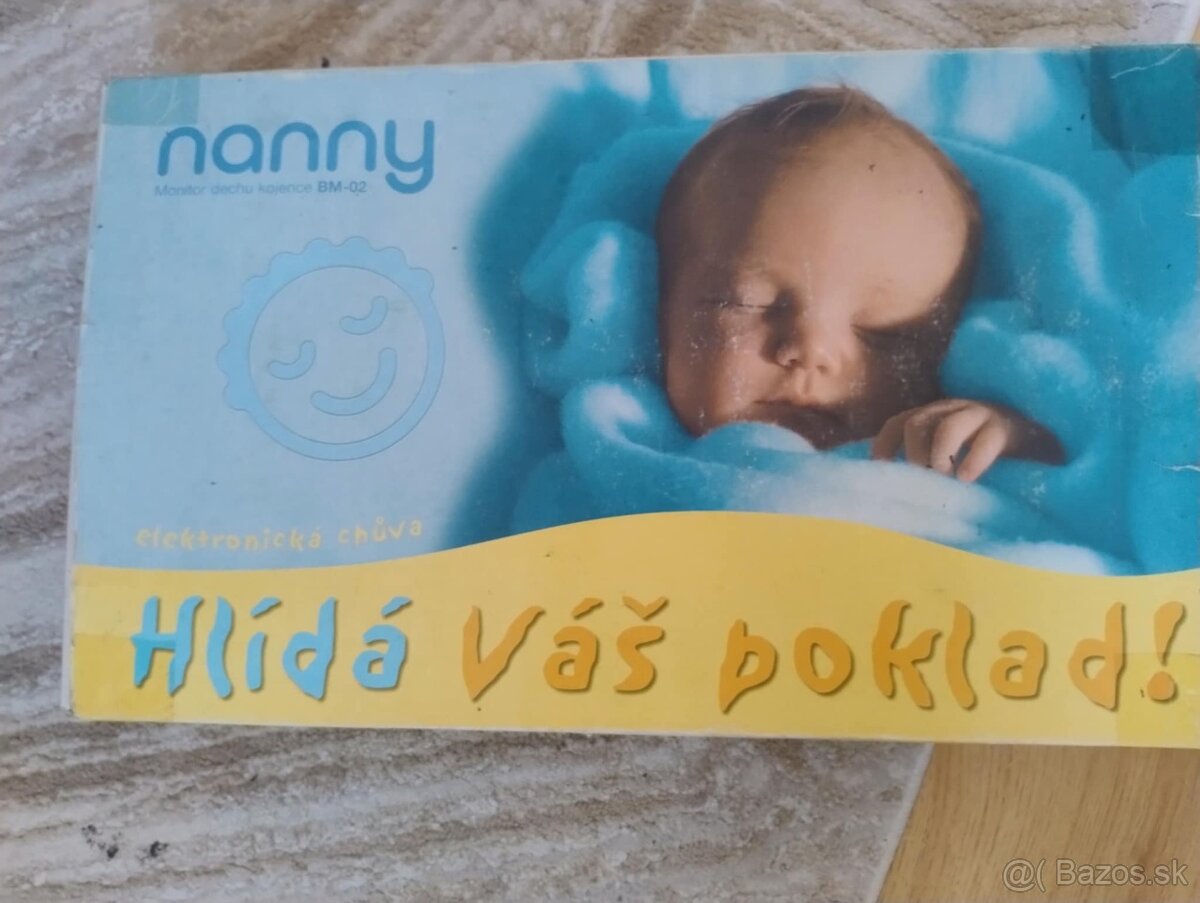 nanny
Monitor dechu kojence BM-02
elektronická chůva
Hlídá Váš poklad!
@( Bazos.sk